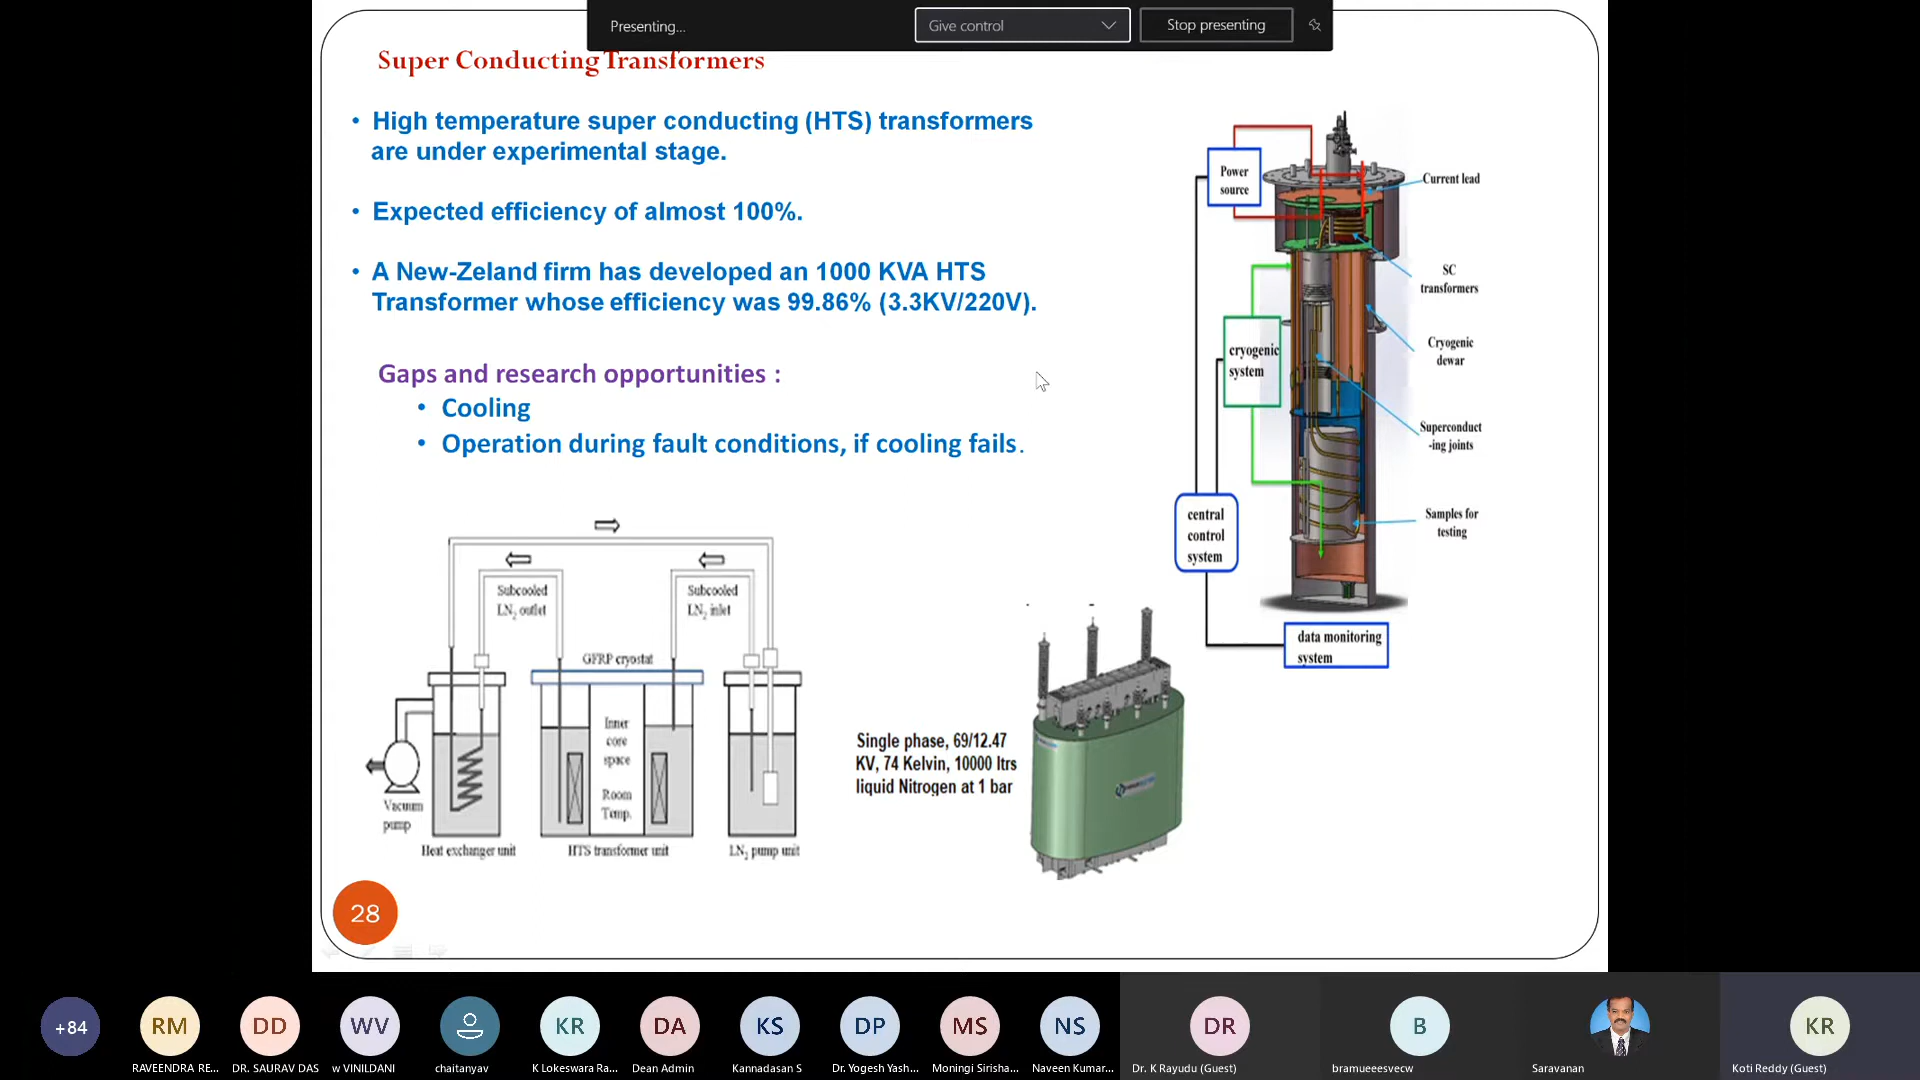 Presenting...
Give control
Stop presenting
Super Conducting Transformers
• High temperature super conducting (HTS) transformers
are under experimental stage.
• Expected efficiency of almost 100%.
• A New-Zeland firm has developed an 1000 KVA HTS
Transformer whose efficiency was 99.86% (3.3KV/220V).
Gaps and research opportunities :
• Cooling
• Operation during fault conditions, if cooling fails.
Power
source
Current lead
SC
transformers
cryogenic
system
Cryogenic
dewar
Superconduct
-ing joints
central
control
system
Samples for
testing
data monitoring
system
Subcooled
LN2 outlet
Subcooled
LN2 inlet
GFRP cryostat
Inner
core
space
Room
Temp.
Vacuum
pump
Heat exchanger unit
HTS transformer unit
LN2 pump unit
Single phase, 69/12.47
KV, 74 Kelvin, 10000 ltrs
liquid Nitrogen at 1 bar
28
+84
RM
DD
WV
KR
DA
KS
DP
MS
NS
DR
B
KR
RAVEENDRA RE...
DR. SAURAV DAS
w VINILDANI
chaitanyav
K Lokeswara Ra...
Dean Admin
Kannadasan S
Dr. Yogesh Yash...
Moningi Sirisha...
Naveen Kumar...
Dr. K Rayudu (Guest)
bramueeesvecw
Saravanan
Koti Reddy (Guest)